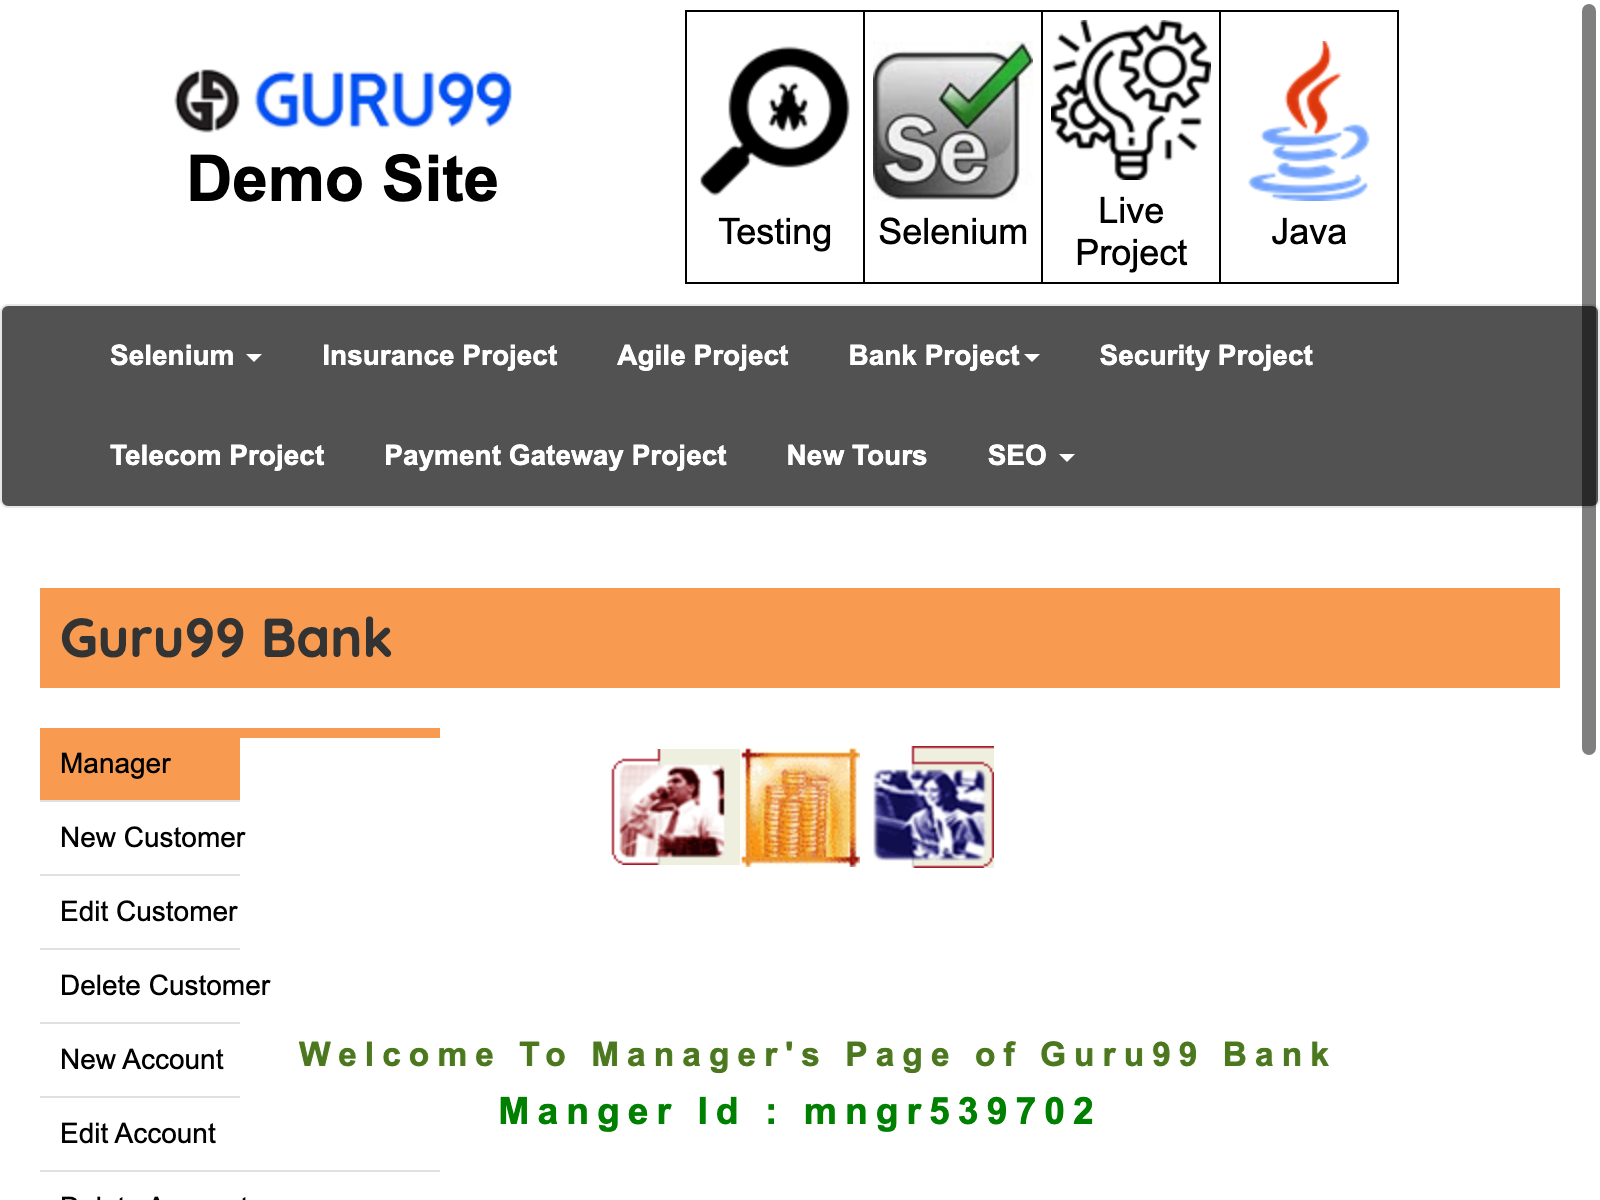 GURU99
Demo Site
Testing
Se
Selenium
Live
Project
Java
Selenium
Insurance Project
Agile Project
Bank Project
Security Project
Telecom Project
Payment Gateway Project
New Tours
SEO
Guru99 Bank
Manager
New Customer
Edit Customer
Delete Customer
New Account
Edit Account
Welcome To Manager's Page of Guru99 Bank
Manger Id : mngr539702